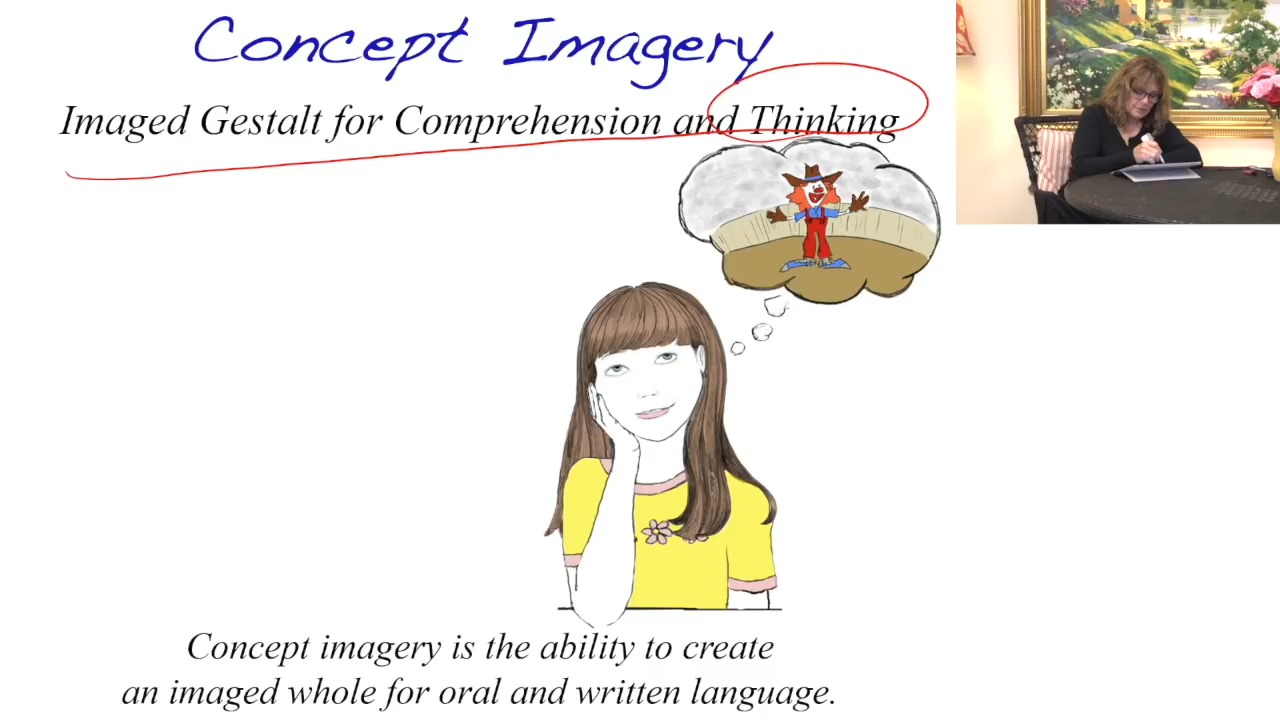 Concept Imagery
Imaged Gestalt for Comprehension and Thinking
Concept imagery is the ability to create
an imaged whole for oral and written language.